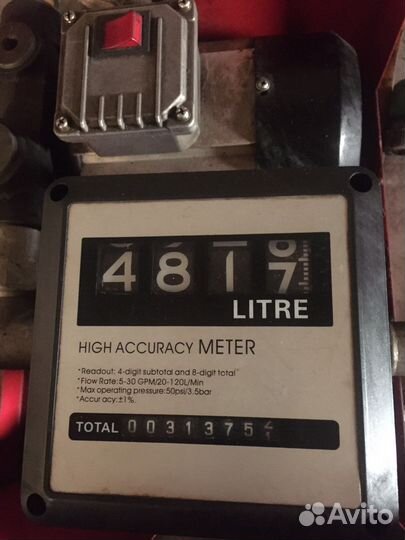 4817
LITRE
HIGH ACCURACY METER
*Readout: 4-digit subtotal and 8-digit total
*Flow Rate:5-30 GPM/20-120L/Min
*Max operating pressure:50psi/3.5bar
*Accuracy:±1%
TOTAL 0031375
Avito